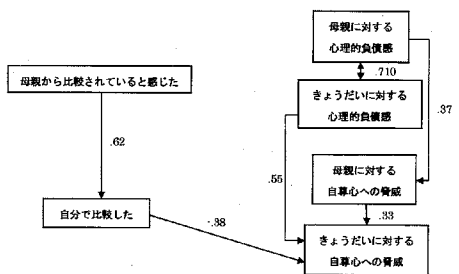 母親に対する
心理的負債感
.710
母親から比較されていると感じた
きょうだいに対する
心理的負債感
.37
.62
.55
母親に対する
自尊心への脅威
.33
自分で比較した
-.38
きょうだいに対する
自尊心への脅威